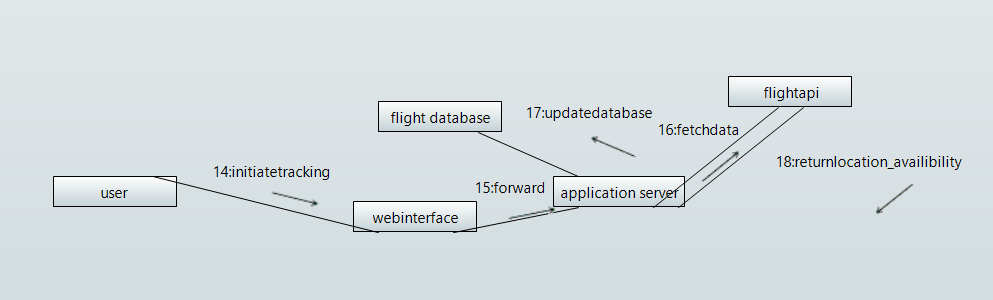 flightapi
flight database
17:updatedatabase
16:fetchdata
18:returnlocation_availibility
14:initiatetracking
user
15:forward
application server
webinterface